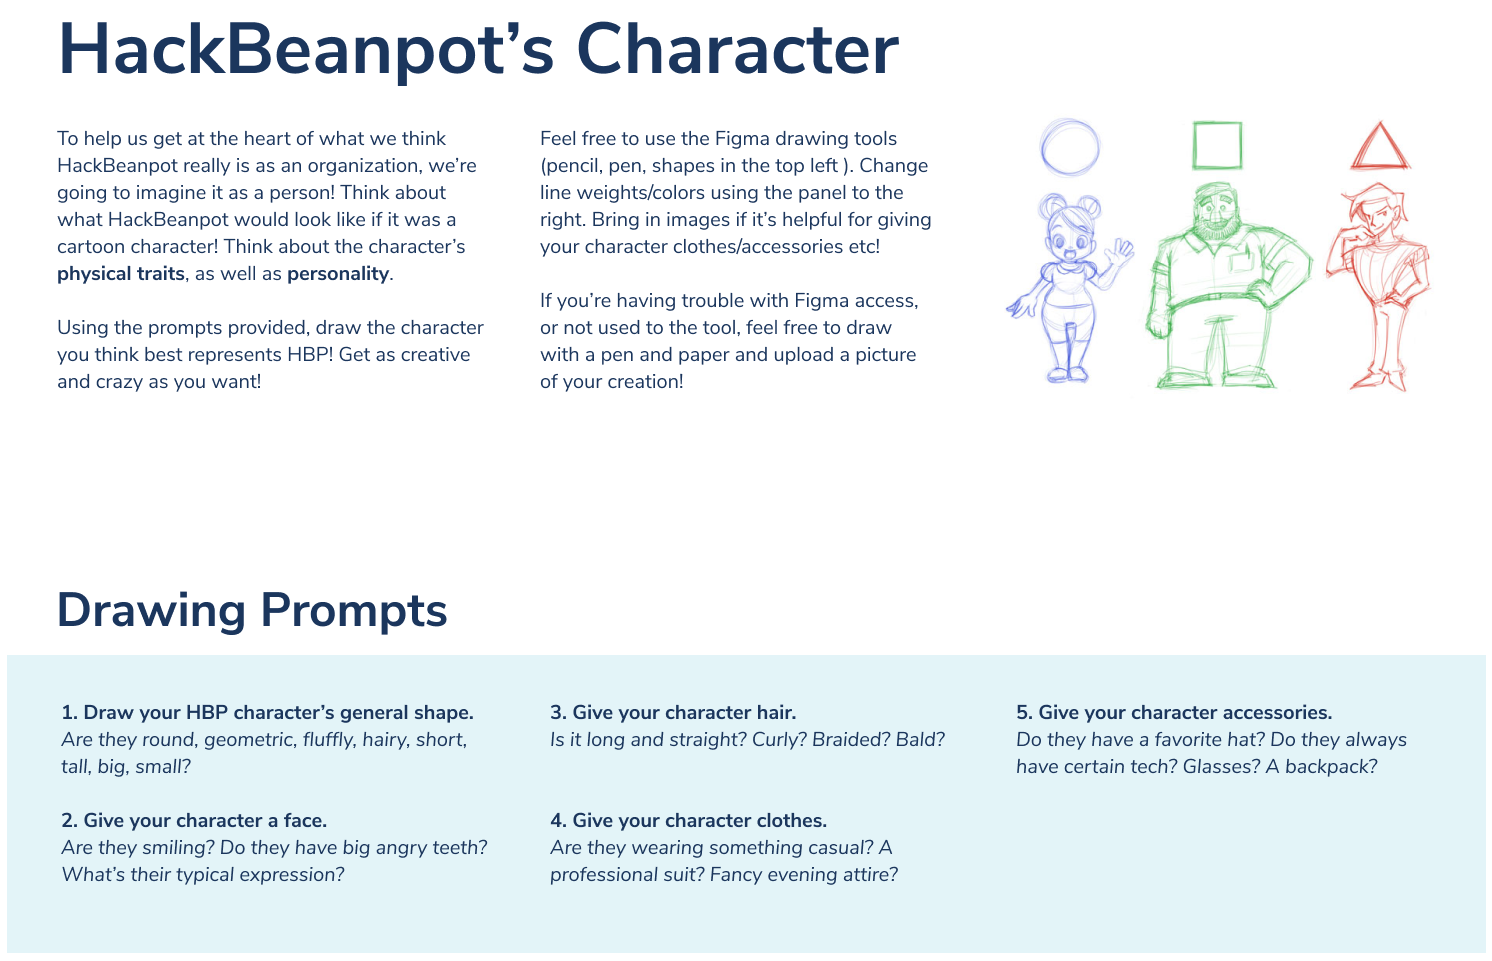 HackBeanpot’s Character
To help us get at the heart of what we think
HackBeanpot really is as an organization, we’re
going to imagine it as a person! Think about
what HackBeanpot would look like if it was a
cartoon character! Think about the character’s
physical traits, as well as personality.
Using the prompts provided, draw the character
you think best represents HBP! Get as creative
and crazy as you want!
Feel free to use the Figma drawing tools
(pencil, pen, shapes in the top left ). Change
line weights/colors using the panel to the
right. Bring in images if it’s helpful for giving
your character clothes/accessories etc!
If you’re having trouble with Figma access,
or not used to the tool, feel free to draw
with a pen and paper and upload a picture
of your creation!
Drawing Prompts
1. Draw your HBP character’s general shape.
Are they round, geometric, fluffly, hairy, short,
tall, big, small?
2. Give your character a face.
Are they smiling? Do they have big angry teeth?
What’s their typical expression?
3. Give your character hair.
Is it long and straight? Curly? Braided? Bald?
4. Give your character clothes.
Are they wearing something casual? A
professional suit? Fancy evening attire?
5. Give your character accessories.
Do they have a favorite hat? Do they always
have certain tech? Glasses? A backpack?